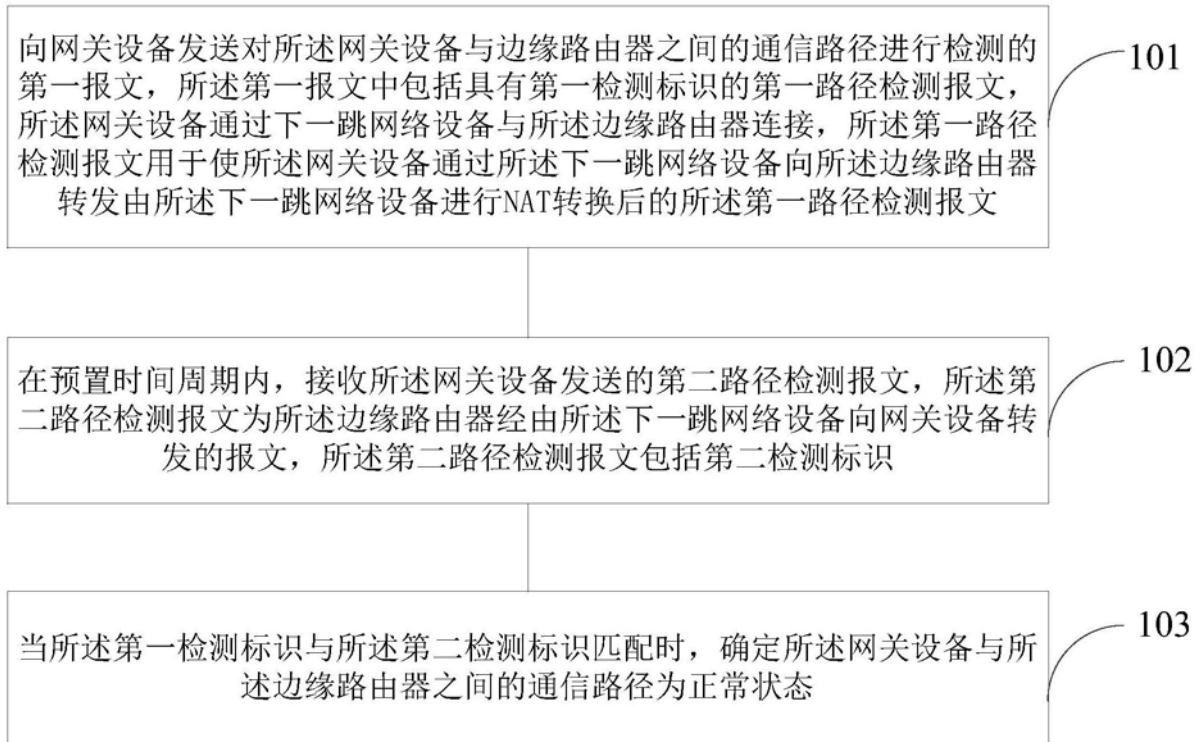 向网关设备发送对所述网关设备与边缘路由器之间的通信路径进行检测的
第一报文，所述第一报文中包括具有第一检测标识的第一路径检测报文，
所述网关设备通过下一跳网络设备与所述边缘路由器连接，所述第一路径
检测报文用于使所述网关设备通过所述下一跳网络设备向所述边缘路由器
转发由所述下一跳网络设备进行NAT转换后的所述第一路径检测报文
101
在预置时间周期内，接收所述网关设备发送的第二路径检测报文，所述第
二路径检测报文为所述边缘路由器经由所述下一跳网络设备向网关设备转
发的报文，所述第二路径检测报文包括第二检测标识
102
当所述第一检测标识与所述第二检测标识匹配时，确定所述网关设备与所
述边缘路由器之间的通信路径为正常状态
103